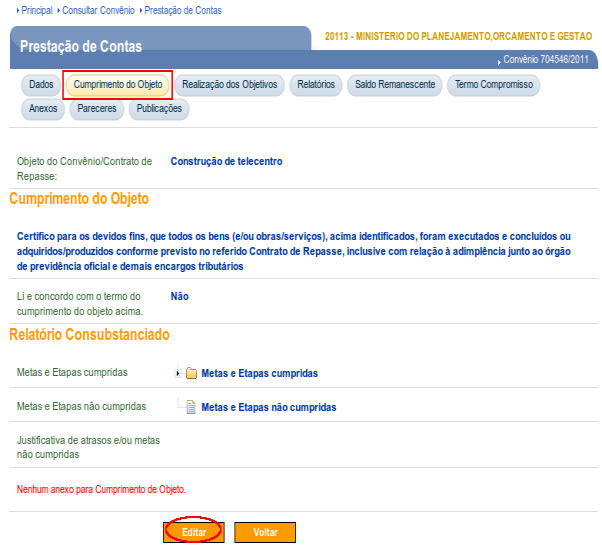 Principal Consultar Convênio Prestação de Contas
20113 - MINISTERIO DO PLANEJAMENTO,ORCAMENTO E GESTAO
Prestação de Contas
Convênio 704546/2011
Dados Cumprimento do Objeto Realização dos Objetivos Relatórios Saldo Remanescente Termo Compromisso
Anexos Pareceres Publicações
Objeto do Convênio/Contrato de Repasse: Construção de telecentro
Cumprimento do Objeto
Certifico para os devidos fins, que todos os bens (e/ou obras/serviços), acima identificados, foram executados e concluídos ou
adquiridos/produzidos conforme previsto no referido Contrato de Repasse, inclusive com relação à adimplência junto ao órgão
de previdência oficial e demais encargos tributários
Li e concordo com o termo do cumprimento do objeto acima. Não
Relatório Consubstanciado
Metas e Etapas cumpridas Metas e Etapas cumpridas
Metas e Etapas não cumpridas Metas e Etapas não cumpridas
Justificativa de atrasos e/ou metas
não cumpridas
Nenhum anexo para Cumprimento de Objeto.
Editar Voltar